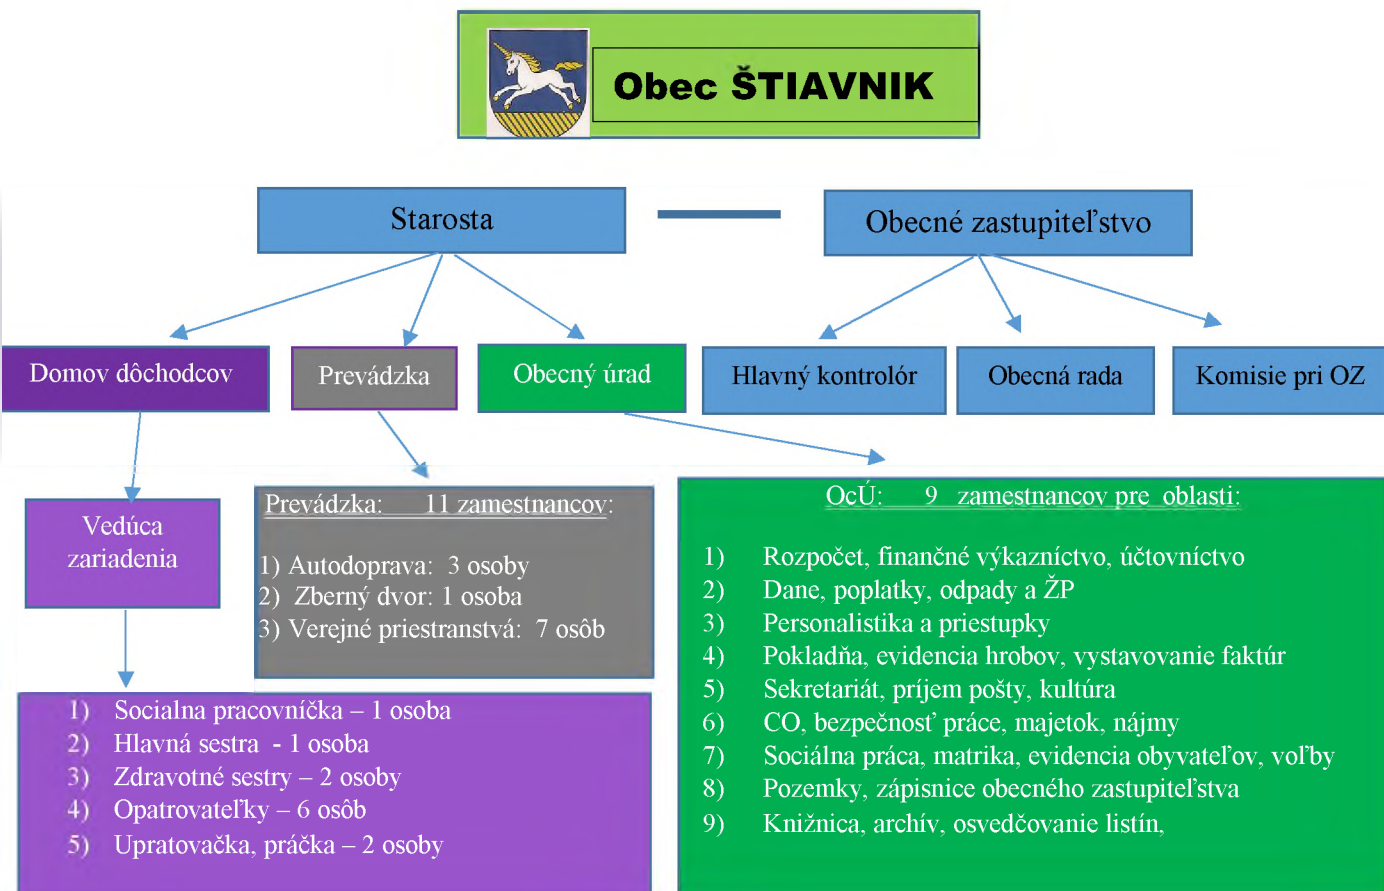 Obec ŠTIAVNIK
Starosta
Obecné zastupiteľstvo
Domov dôchodcov
Prevádzka
Obecný úrad
Hlavný kontrolór
Obecná rada
Komisie pri OZ
Vedúca
zariadenia
Prevádzka: 11 zamestnancov:
1) Autodoprava: 3 osoby
2) Zberný dvor: 1 osoba
3) Verejné priestranstvá: 7 osôb
OcÚ: 9 zamestnancov pre oblasti:
1) Rozpočet, finančné výkazníctvo, účtovníctvo
2) Dane, poplatky, odpady a ŽP
3) Personalistika a priestupky
4) Pokladňa, evidencia hrobov, vystavovanie faktúr
5) Sekretariát, príjem pošty, kultúra
6) CO, bezpečnosť práce, majetok, nájmy
7) Sociálna práca, matrika, evidencia obyvateľov, voľby
8) Pozemky, zápisnice obecného zastupiteľstva
9) Knižnica, archív, osvedčovanie listín,
1) Socialna pracovníčka – 1 osoba
2) Hlavná sestra - 1 osoba
3) Zdravotné sestry – 2 osoby
4) Opatrovateľky – 6 osôb
5) Upratovačka, práčka – 2 osoby